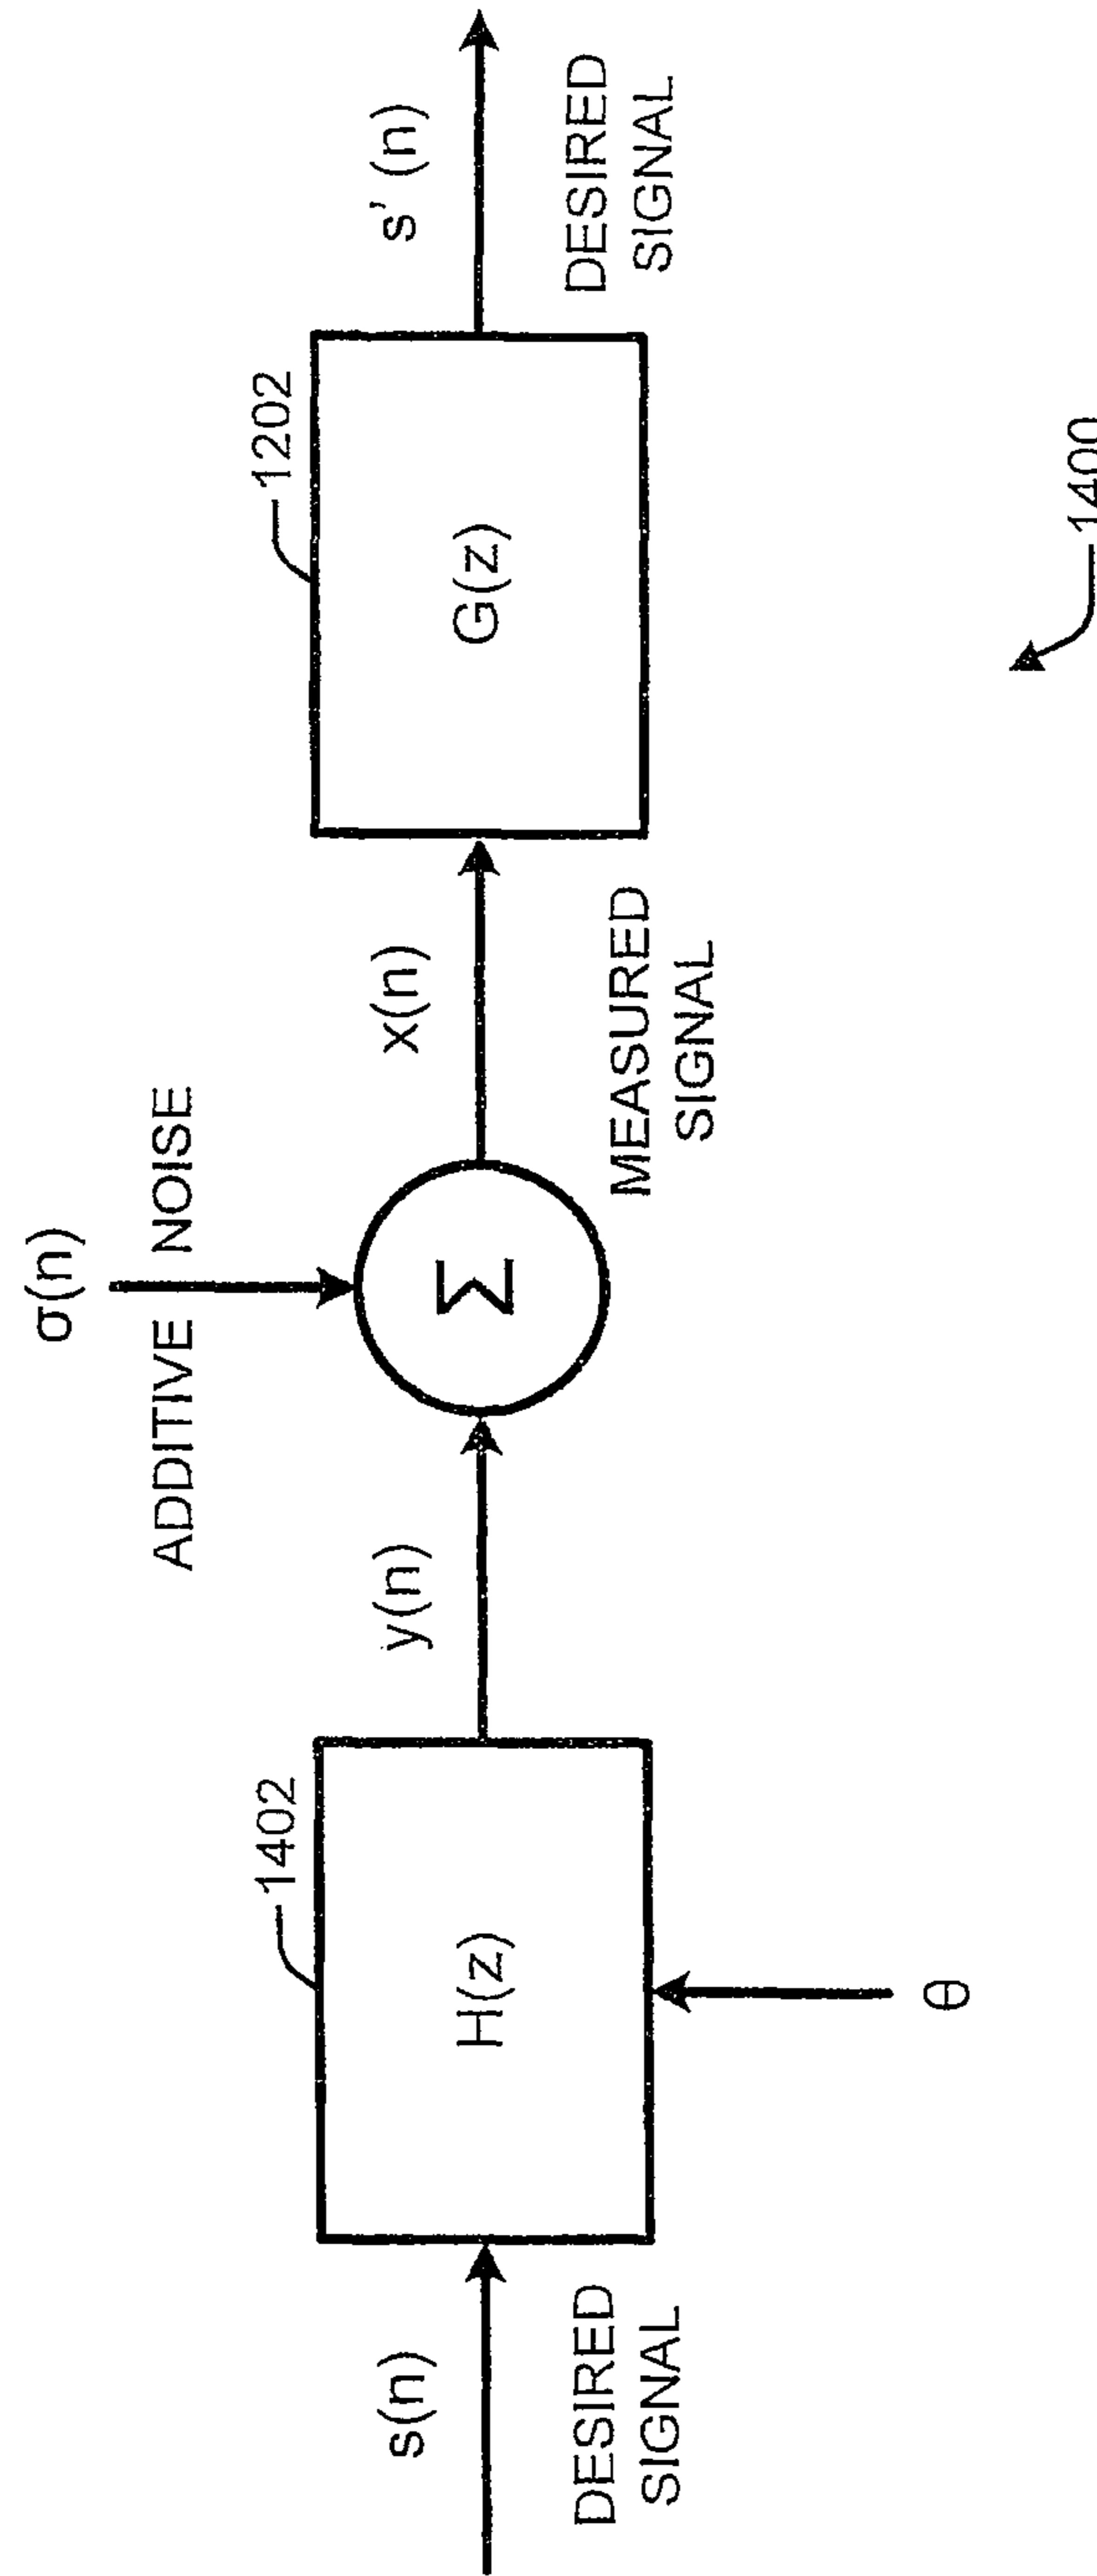 s(n)
DESIRED
SIGNAL
1402
H(z)
θ
y(n)
σ(n)
ADDITIVE NOISE
Σ
x(n)
MEASURED
SIGNAL
1202
G(z)
s' (n)
DESIRED
SIGNAL
1400